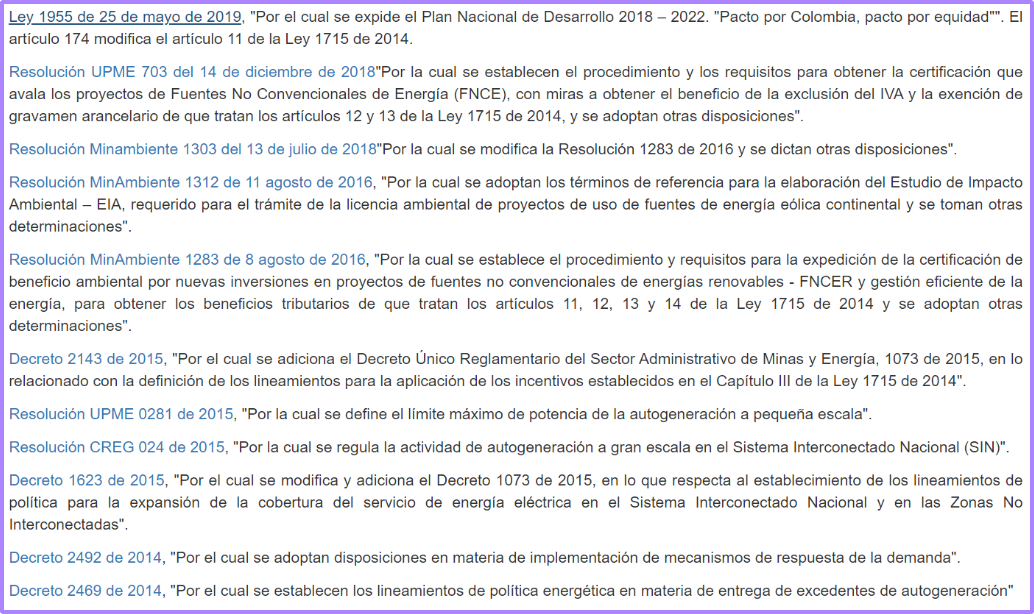 Ley 1955 de 25 de mayo de 2019, "Por el cual se expide el Plan Nacional de Desarrollo 2018 – 2022. "Pacto por Colombia, pacto por equidad"". El
artículo 174 modifica el artículo 11 de la Ley 1715 de 2014.
Resolución UPME 703 del 14 de diciembre de 2018"Por la cual se establecen el procedimiento y los requisitos para obtener la certificación que
avala los proyectos de Fuentes No Convencionales de Energía (FNCE), con miras a obtener el beneficio de la exclusión del IVA y la exención de
gravamen arancelario de que tratan los artículos 12 y 13 de la Ley 1715 de 2014, y se adoptan otras disposiciones".
Resolución Minambiente 1303 del 13 de julio de 2018"Por la cual se modifica la Resolución 1283 de 2016 y se dictan otras disposiciones".
Resolución MinAmbiente 1312 de 11 agosto de 2016, "Por la cual se adoptan los términos de referencia para la elaboración del Estudio de Impacto
Ambiental – EIA, requerido para el trámite de la licencia ambiental de proyectos de uso de fuentes de energía eólica continental y se toman otras
determinaciones".
Resolución MinAmbiente 1283 de 8 agosto de 2016, "Por la cual se establece el procedimiento y requisitos para la expedición de la certificación de
beneficio ambiental por nuevas inversiones en proyectos de fuentes no convencionales de energías renovables - FNCER y gestión eficiente de la
energía, para obtener los beneficios tributarios de que tratan los artículos 11, 12, 13 y 14 de la Ley 1715 de 2014 y se adoptan otras
determinaciones".
Decreto 2143 de 2015, "Por el cual se adiciona el Decreto Único Reglamentario del Sector Administrativo de Minas y Energía, 1073 de 2015, en lo
relacionado con la definición de los lineamientos para la aplicación de los incentivos establecidos en el Capítulo III de la Ley 1715 de 2014".
Resolución UPME 0281 de 2015, "Por la cual se define el límite máximo de potencia de la autogeneración a pequeña escala".
Resolución CREG 024 de 2015, "Por la cual se regula la actividad de autogeneración a gran escala en el Sistema Interconectado Nacional (SIN)".
Decreto 1623 de 2015, "Por el cual se modifica y adiciona el Decreto 1073 de 2015, en lo que respecta al establecimiento de los lineamientos de
política para la expansión de la cobertura del servicio de energía eléctrica en el Sistema Interconectado Nacional y en las Zonas No
Interconectadas".
Decreto 2492 de 2014, "Por el cual se adoptan disposiciones en materia de implementación de mecanismos de respuesta de la demanda".
Decreto 2469 de 2014, "Por el cual se establecen los lineamientos de política energética en materia de entrega de excedentes de autogeneración"